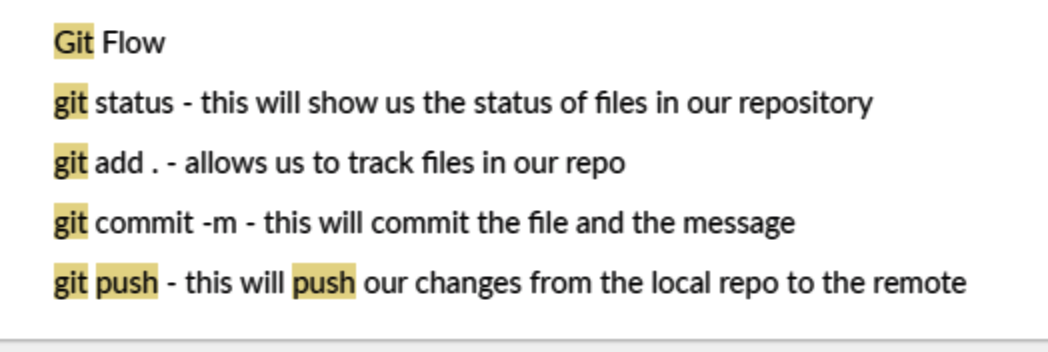 Git Flow
git status - this will show us the status of files in our repository
git add . - allows us to track files in our repo
git commit -m - this will commit the file and the message
git push - this will push our changes from the local repo to the remote